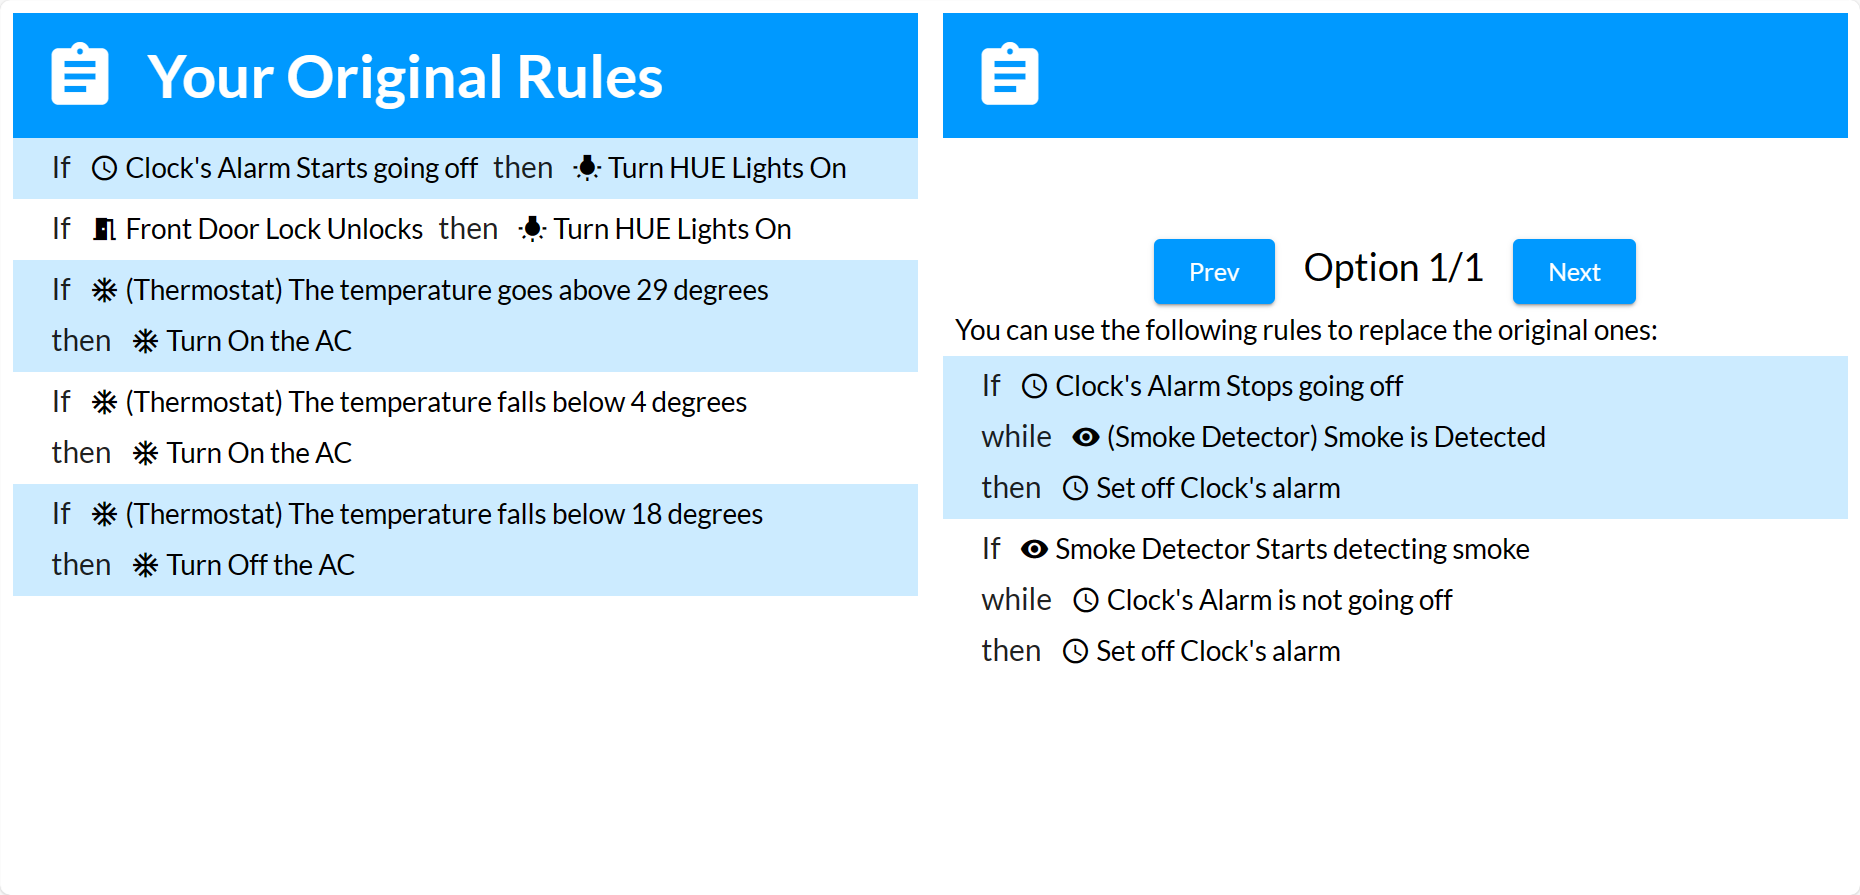 Your Original Rules
If Clock's Alarm Starts going off then Turn HUE Lights On
If Front Door Lock Unlocks then Turn HUE Lights On
If (Thermostat) The temperature goes above 29 degrees
then Turn On the AC
If (Thermostat) The temperature falls below 4 degrees
then Turn On the AC
If (Thermostat) The temperature falls below 18 degrees
then Turn Off the AC
Prev Option 1/1 Next
You can use the following rules to replace the original ones:
If Clock's Alarm Stops going off
while (Smoke Detector) Smoke is Detected
then Set off Clock's alarm
If Smoke Detector Starts detecting smoke
while Clock's Alarm is not going off
then Set off Clock's alarm